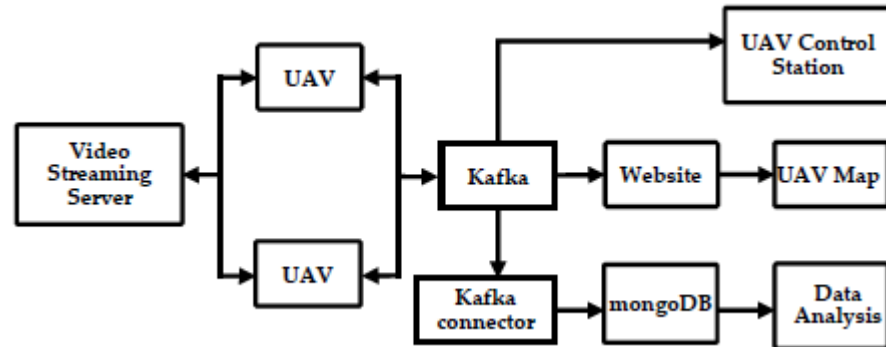 UAV
UAV Control
Station
Video
Streaming
Server
Kafka
Website
UAV Map
UAV
Kafka
connector
mongoDB
Data
Analysis